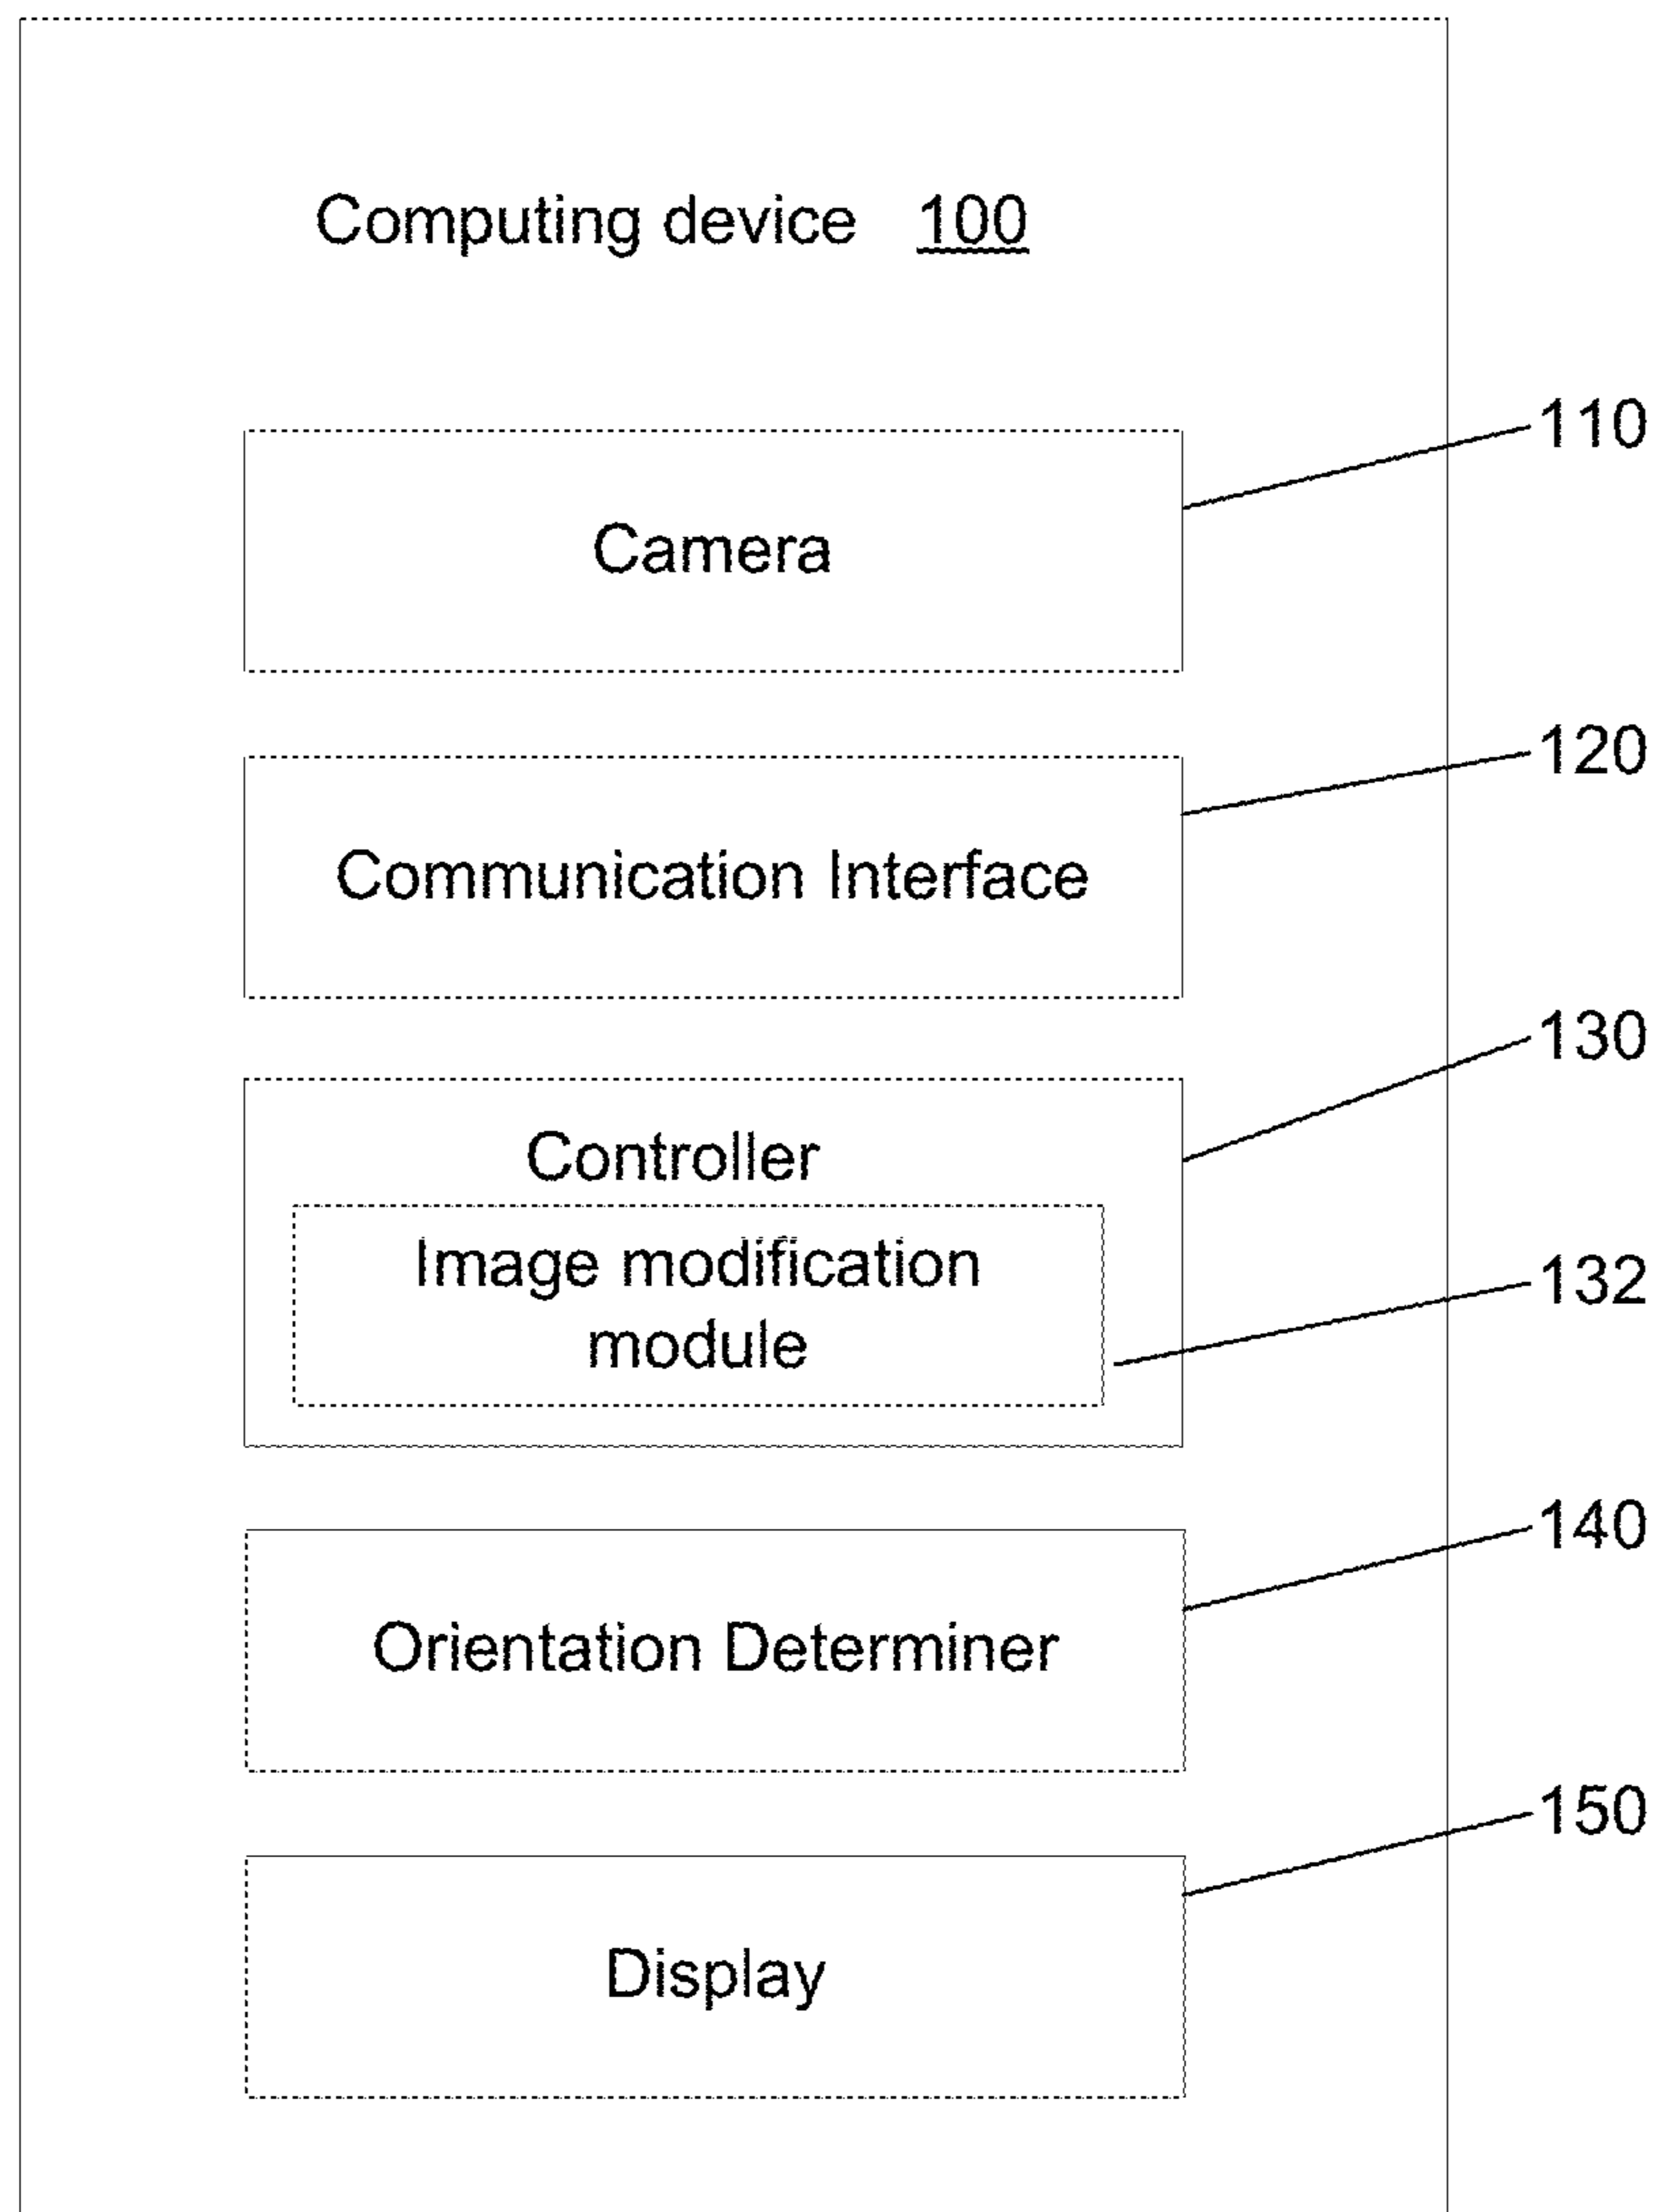 Computing device 100
110
Camera
120
Communication Interface
130
Controller
Image modification
module
132
140
Orientation Determiner
150
Display